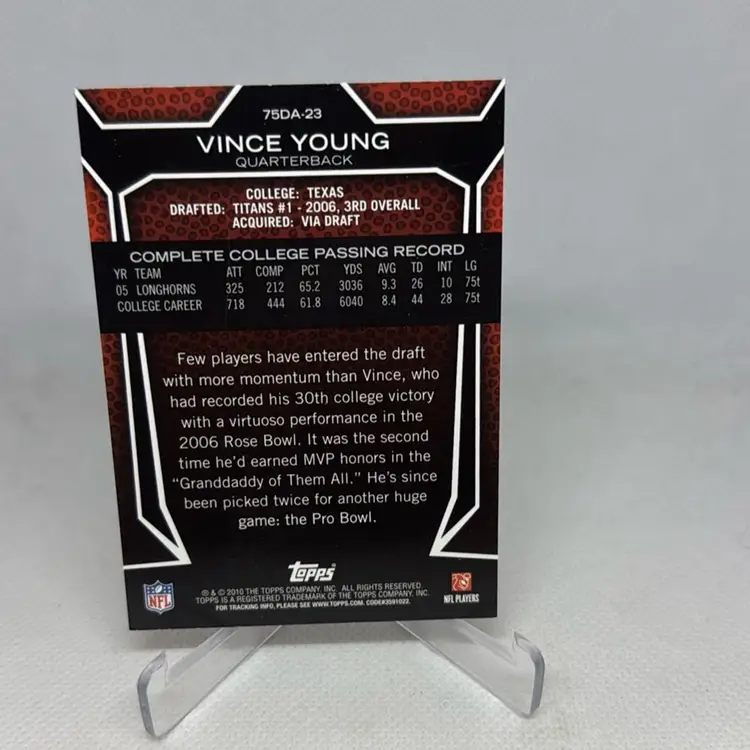 75DA-23
VINCE YOUNG
QUARTERBACK
COLLEGE: TEXAS
DRAFTED: TITANS #1 - 2006, 3RD OVERALL
ACQUIRED: VIA DRAFT
COMPLETE COLLEGE PASSING RECORD
YR TEAM ATT COMP PCT YDS AVG TD INT LG
05 LONGHORNS 325 212 65.2 3036 9.3 26 10 75t
COLLEGE CAREER 718 444 61.8 6040 8.4 44 28 75t
Few players have entered the draft
with more momentum than Vince, who
had recorded his 30th college victory
with a virtuoso performance in the
2006 Rose Bowl. It was the second
time he'd earned MVP honors in the
“Granddaddy of Them All.” He's since
been picked twice for another huge
game: the Pro Bowl.
Topps
® & © 2010 THE TOPPS COMPANY, INC. ALL RIGHTS RESERVED.
TOPPS IS A REGISTERED TRADEMARK OF THE TOPPS COMPANY, INC.
FOR TRACKING INFO, PLEASE SEE WWW.TOPPS.COM. CODE#3591022.
NFL
NFL PLAYERS